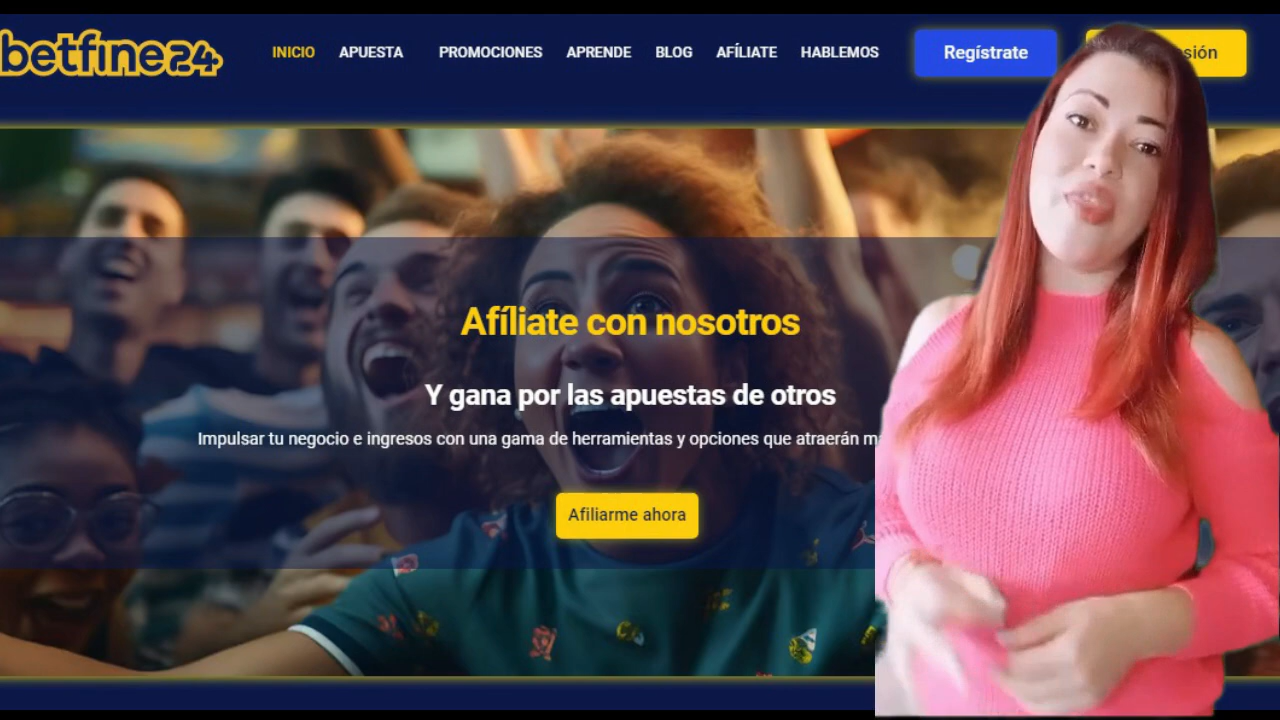 betfine24
INICIO APUESTA PROMOCIONES APRENDE BLOG AFÍLIATE HABLEMOS Regístrate
Afíliate con nosotros
Y gana por las apuestas de otros
Impulsar tu negocio e ingresos con una gama de herramientas y opciones que atraerán
Afiliarme ahora